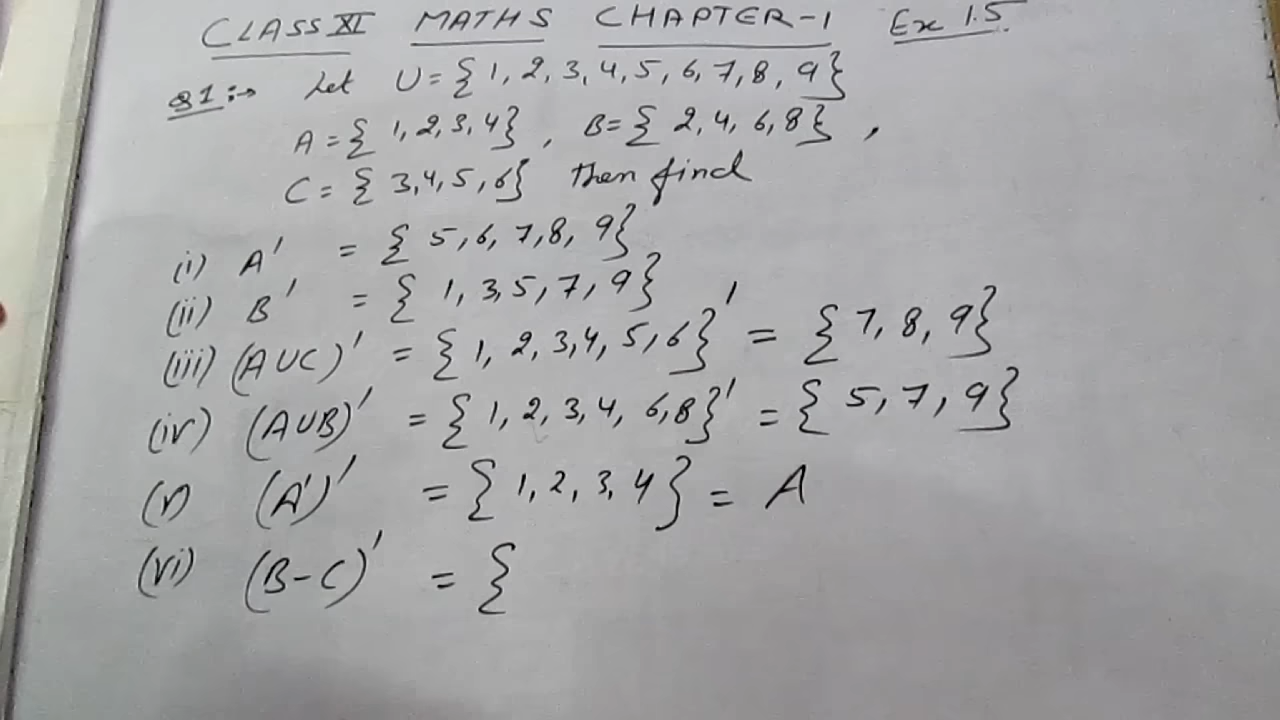 CLASS XI MATHS CHAPTER-1 Ex 1.5
Q1:→ Let U = {1, 2, 3, 4, 5, 6, 7, 8, 9}
A = {1, 2, 3, 4}, B = {2, 4, 6, 8},
C = {3, 4, 5, 6} then find
(i) A' = {5, 6, 7, 8, 9}
(ii) B' = {1, 3, 5, 7, 9}
(iii) (A∪C)' = {1, 2, 3, 4, 5, 6}' = {7, 8, 9}
(iv) (A∪B)' = {1, 2, 3, 4, 6, 8}' = {5, 7, 9}
(v) (A')' = {1, 2, 3, 4} = A
(vi) (B-C)' = {